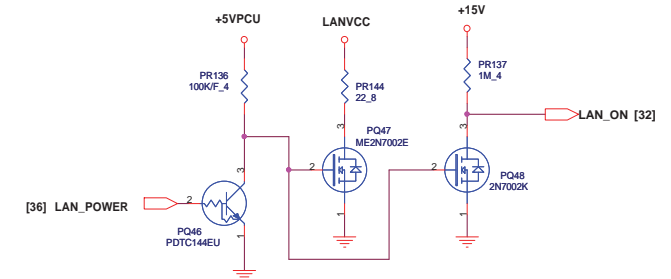 +5VPCU
LANVCC
+15V
PR136
100K/F_4
PR144
22_8
PR137
1M_4
3
LAN_ON [32]
3
PQ47
ME2N7002E
3
2
2
PQ48
2N7002K
[36] LAN_POWER
2
1
1
PQ46
PDTC144EU
1